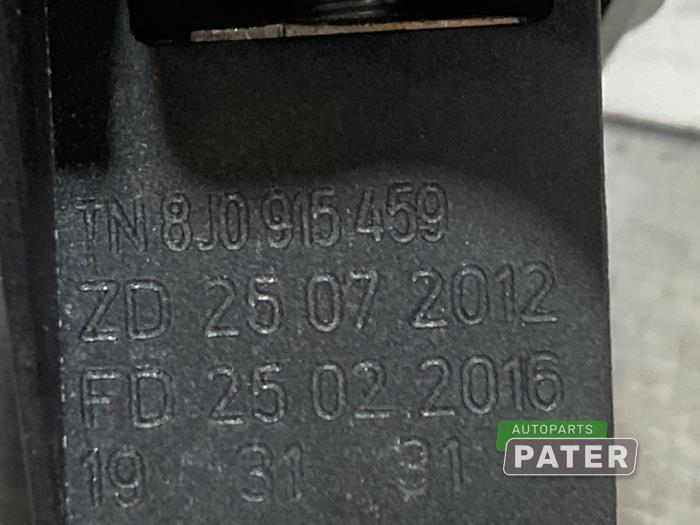 TN 8J0 915 459
ZD 25 07 2012
FD 25 02 2016
19 31 31
AUTOPARTS
PATER